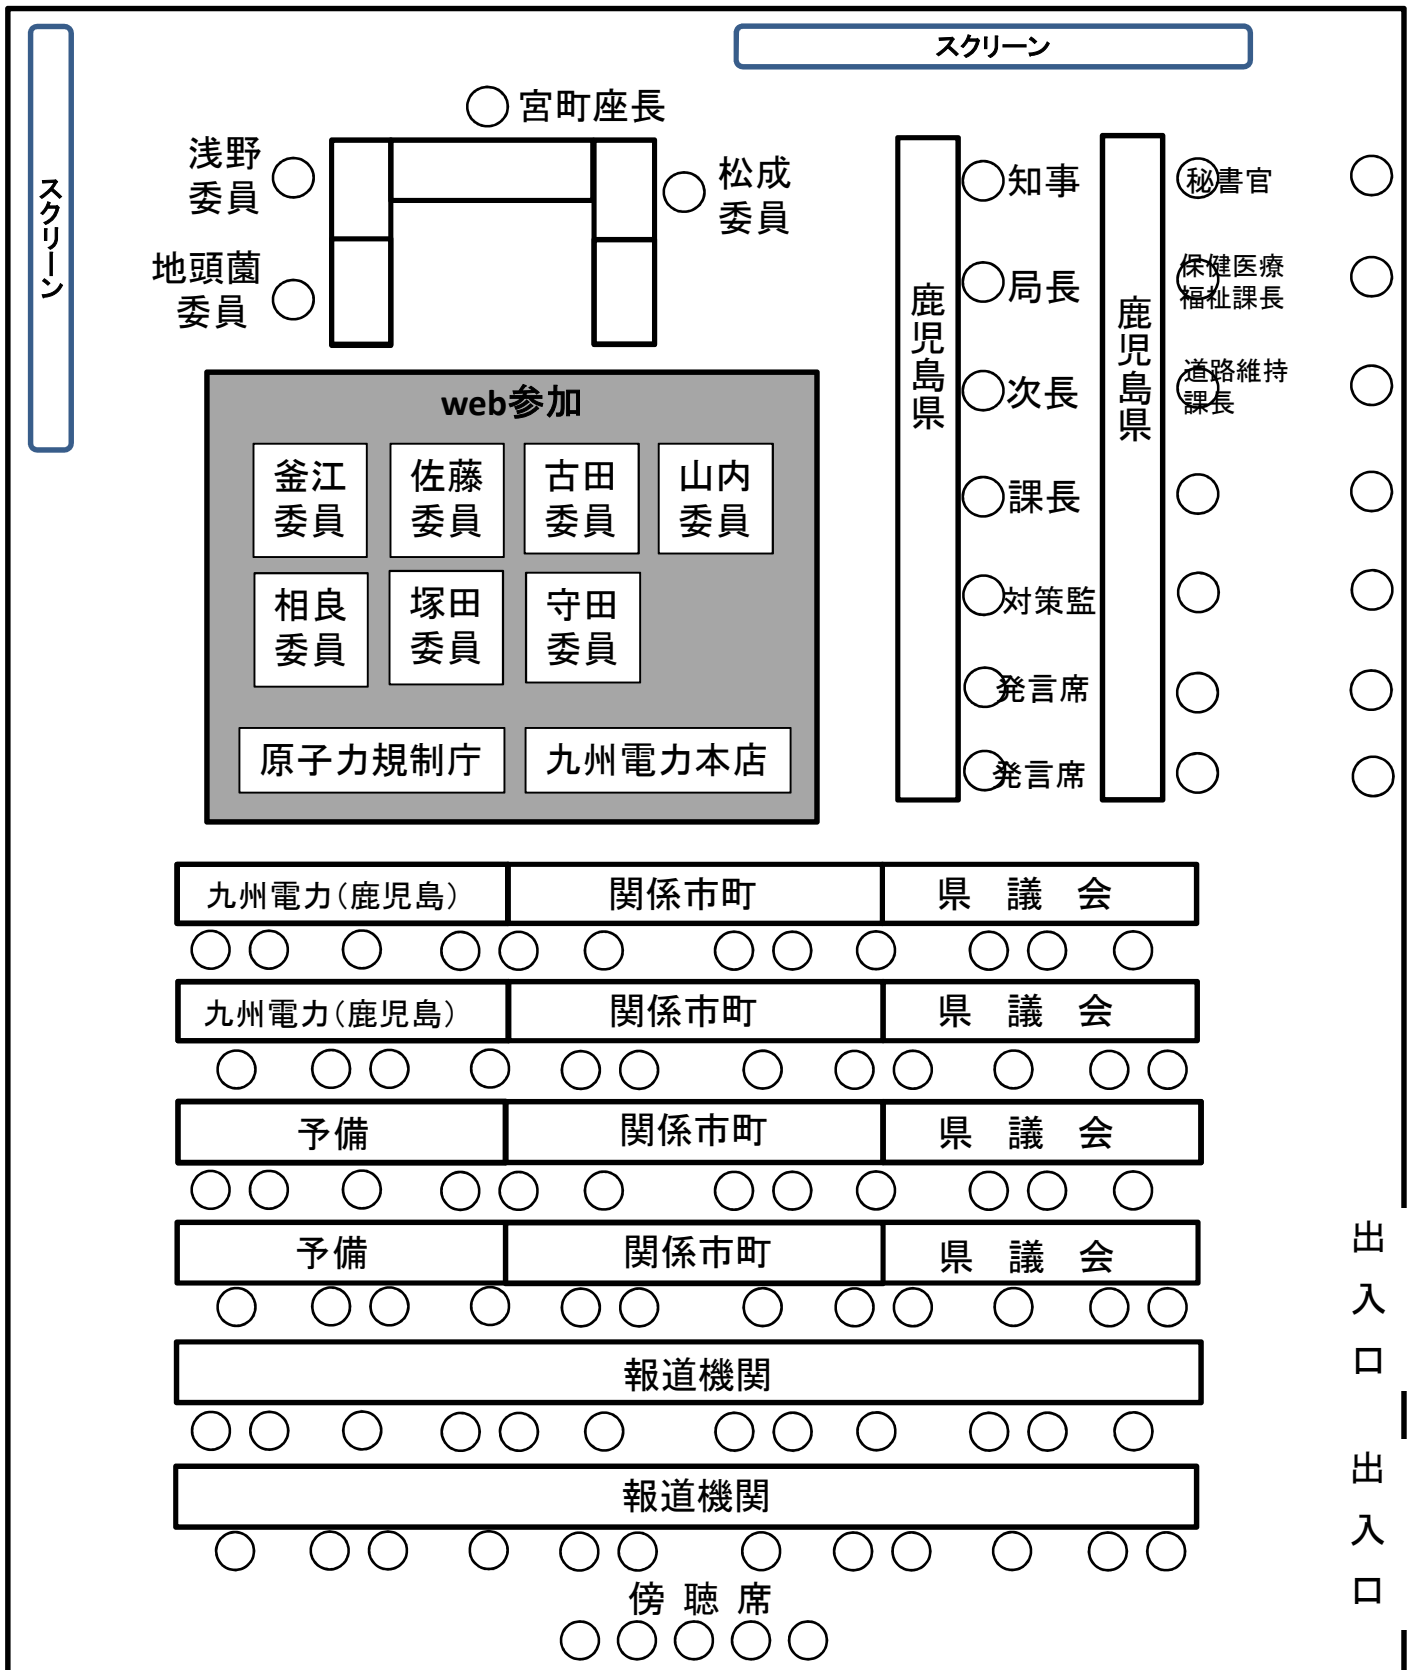 スクリーン
スクリーン
宮町座長
浅野
委員
松成
委員
地頭薗
委員
web参加
釜江
委員
佐藤
委員
古田
委員
山内
委員
相良
委員
塚田
委員
守田
委員
原子力規制庁
九州電力本店
鹿児島県
知事
局長
次長
課長
対策監
発言席
発言席
鹿児島県
秘書官
保健医療
福祉課長
道路維持
課長
九州電力（鹿児島） 関係市町 県 議 会
九州電力（鹿児島） 関係市町 県 議 会
予備 関係市町 県 議 会
予備 関係市町 県 議 会
報道機関
報道機関
傍 聴 席
出入口
出入口